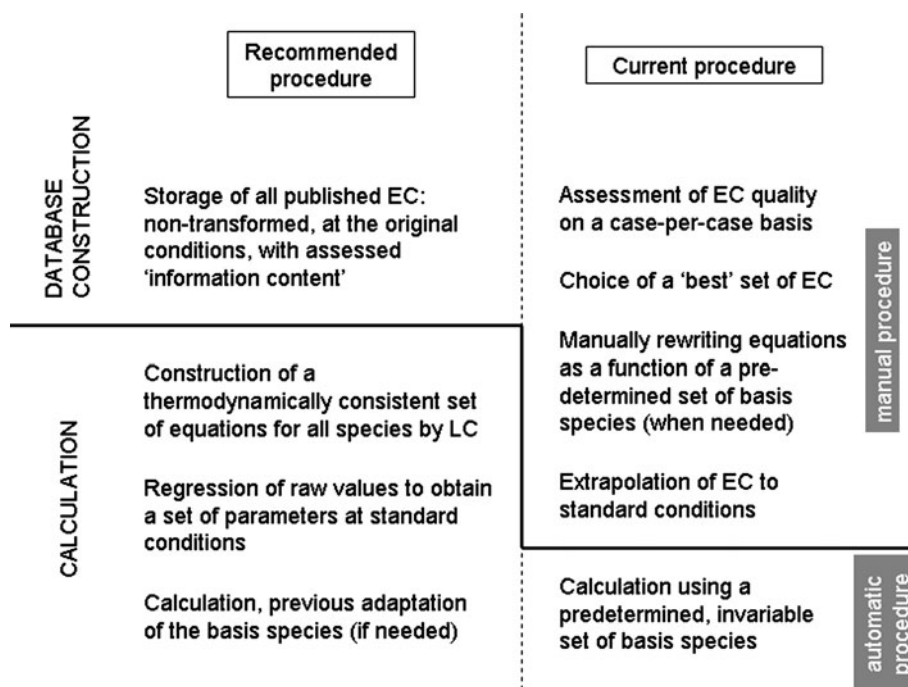 Recommended
procedure
Current procedure
DATABASE
CONSTRUCTION
Storage of all published EC:
non-transformed, at the original
conditions, with assessed
‘information content’
Assessment of EC quality
on a case-per-case basis
Choice of a ‘best’ set of EC
Manually rewriting equations
as a function of a pre-
determined set of basis
species (when needed)
Extrapolation of EC to
standard conditions
manual procedure
CALCULATION
Construction of a
thermodynamically consistent set
of equations for all species by LC
Regression of raw values to obtain
a set of parameters at standard
conditions
Calculation, previous adaptation
of the basis species (if needed)
Calculation using a
predetermined, invariable
set of basis species
automatic
procedure